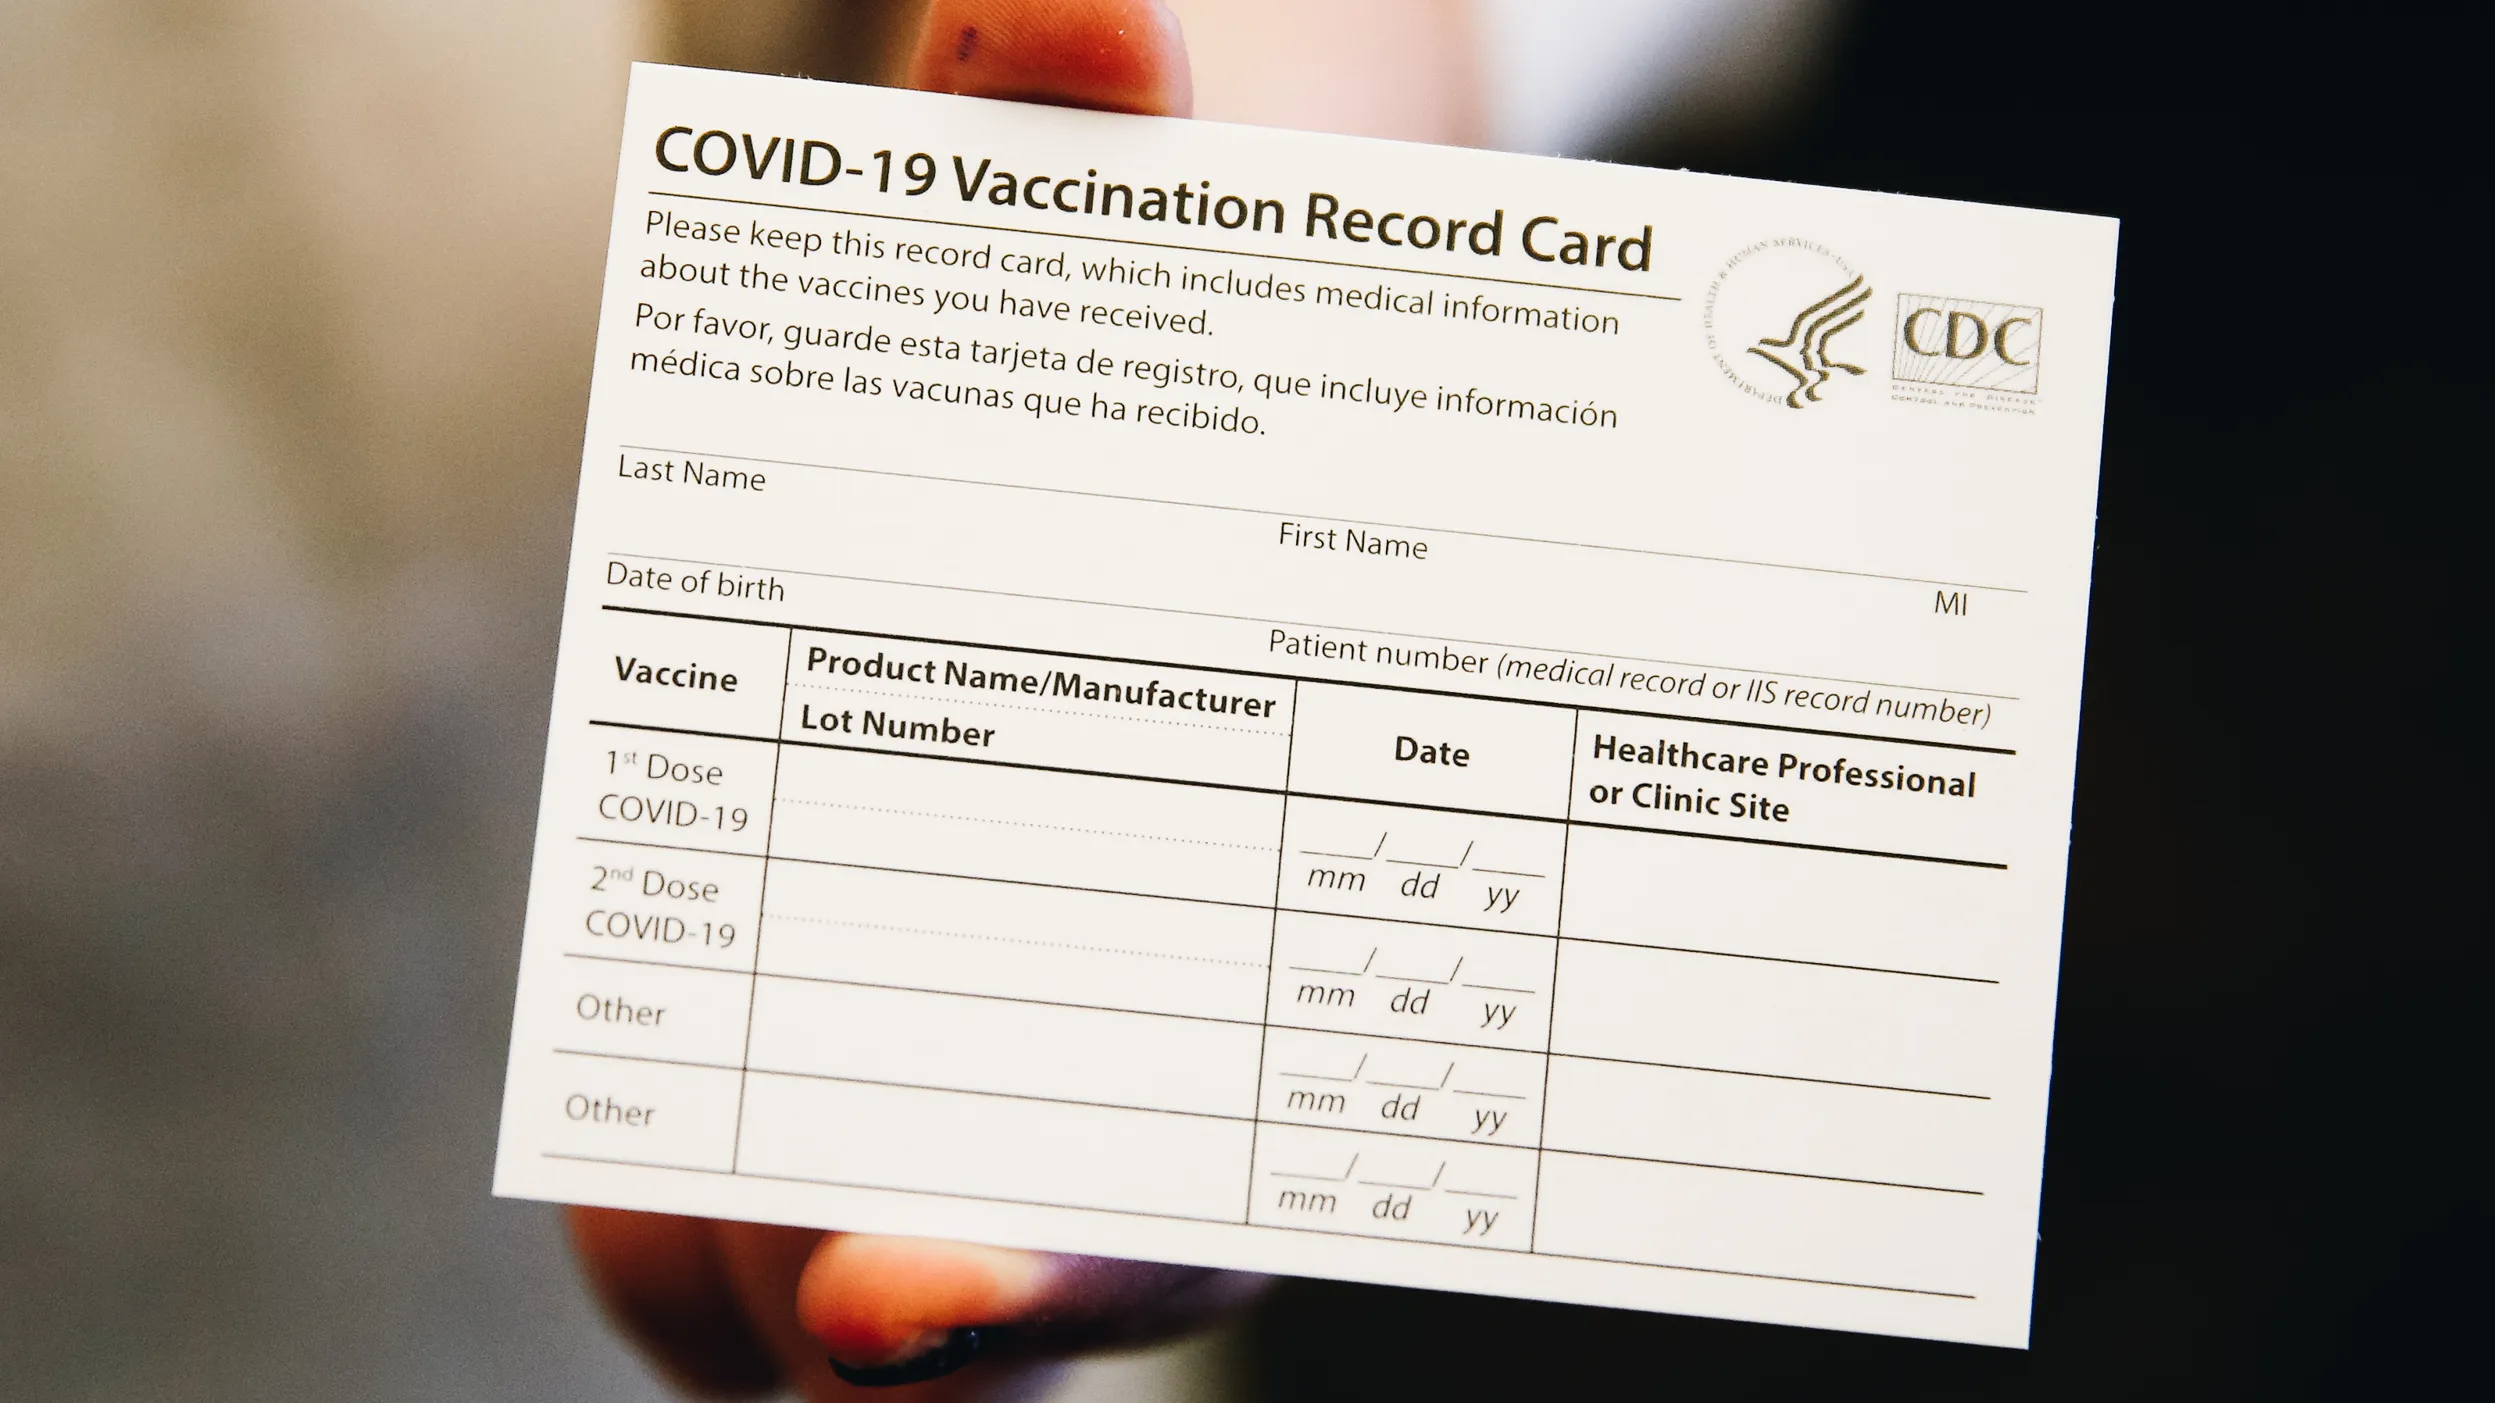 COVID-19 Vaccination Record Card
Please keep this record card, which includes medical information
about the vaccines you have received.
Por favor, guarde esta tarjeta de registro, que incluye información
médica sobre las vacunas que ha recibido.
DEPARTMENT OF HEALTH & HUMAN SERVICES • USA
CDC
CENTERS FOR DISEASE
CONTROL AND PREVENTION
Last Name First Name MI
Date of birth Patient number (medical record or IIS record number)
Vaccine Product Name/Manufacturer Date Healthcare Professional
Lot Number or Clinic Site
1st Dose
COVID-19 ___/___/___
mm dd yy
2nd Dose
COVID-19 ___/___/___
mm dd yy
Other ___/___/___
mm dd yy
Other ___/___/___
mm dd yy